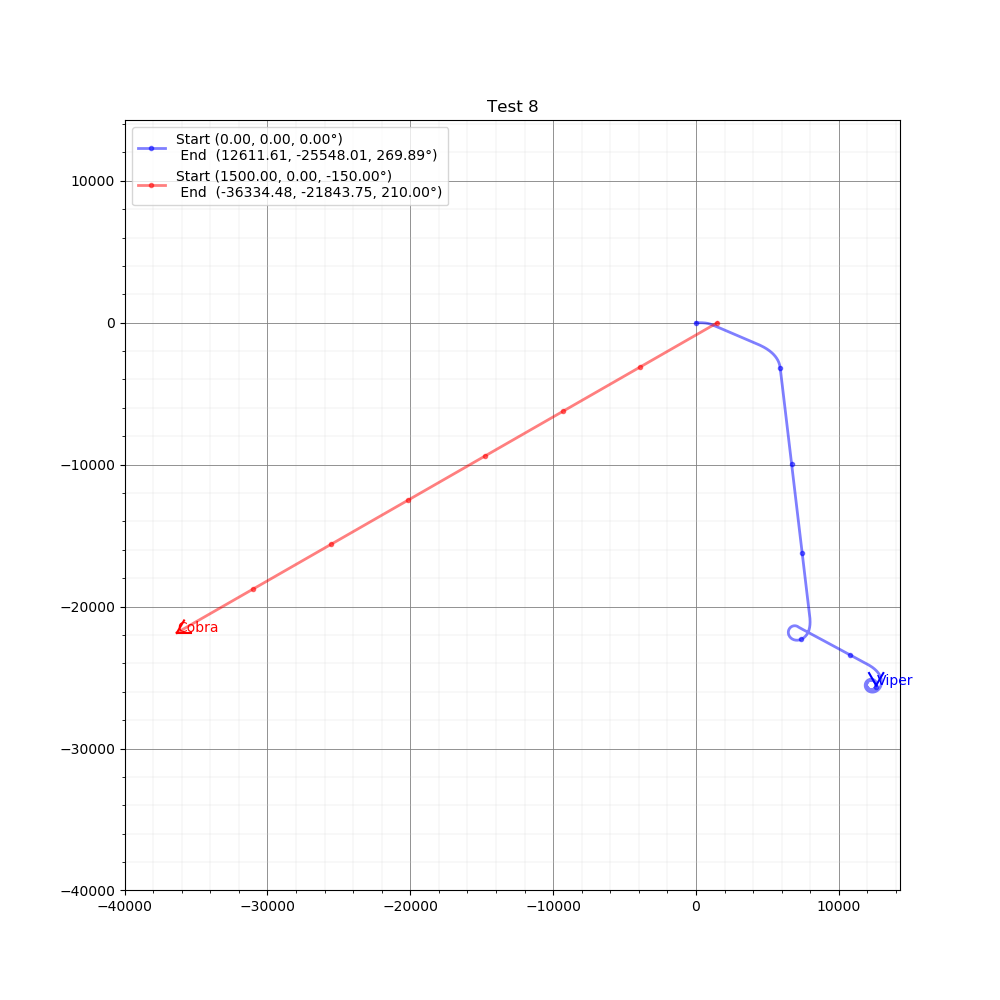 Test 8
Start (0.00, 0.00, 0.00°)
End (12611.61, -25548.01, 269.89°)
Start (1500.00, 0.00, -150.00°)
End (-36334.48, -21843.75, 210.00°)
10000
0
−10000
−20000
−30000
−40000
Cobra
Viper
−40000
−30000
−20000
−10000
0
10000